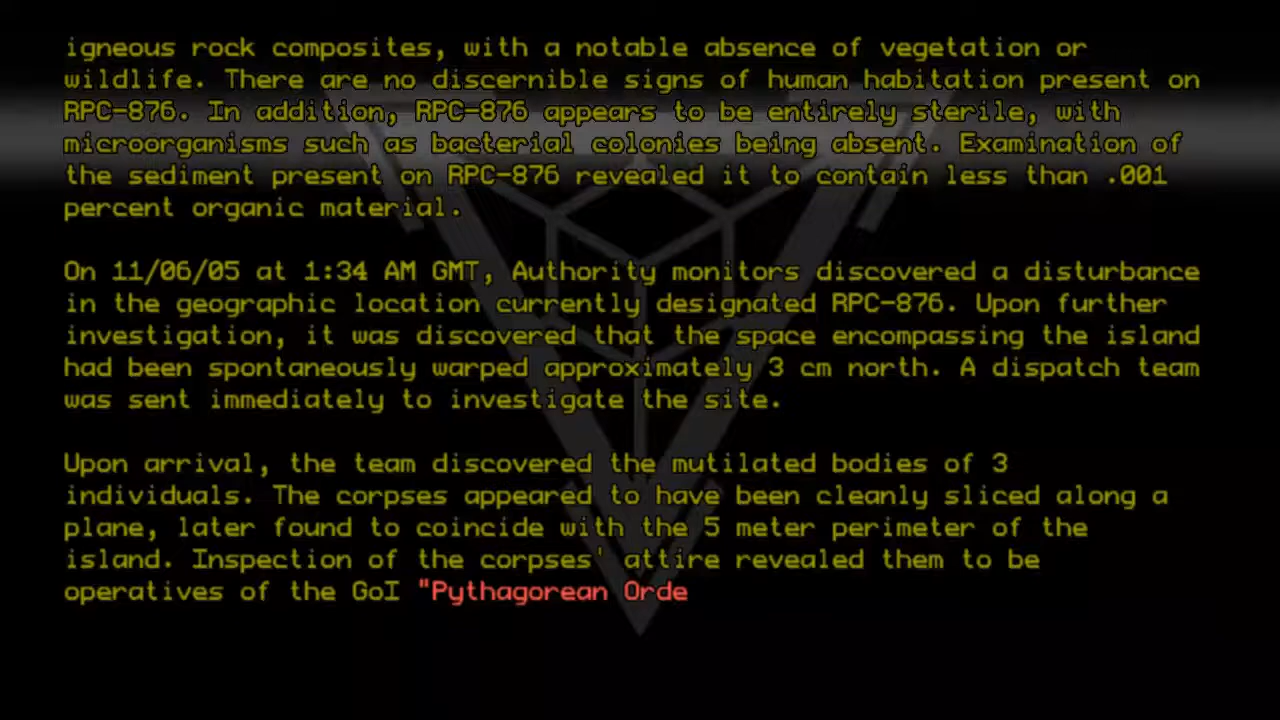 igneous rock composites, with a notable absence of vegetation or
wildlife. There are no discernible signs of human habitation present on
RPC-876. In addition, RPC-876 appears to be entirely sterile, with
microorganisms such as bacterial colonies being absent. Examination of
the sediment present on RPC-876 revealed it to contain less than .001
percent organic material.
On 11/06/05 at 1:34 AM GMT, Authority monitors discovered a disturbance
in the geographic location currently designated RPC-876. Upon further
investigation, it was discovered that the space encompassing the island
had been spontaneously warped approximately 3 cm north. A dispatch team
was sent immediately to investigate the site.
Upon arrival, the team discovered the mutilated bodies of 3
individuals. The corpses appeared to have been cleanly sliced along a
plane, later found to coincide with the 5 meter perimeter of the
island. Inspection of the corpses' attire revealed them to be
operatives of the GoI "Pythagorean Orde